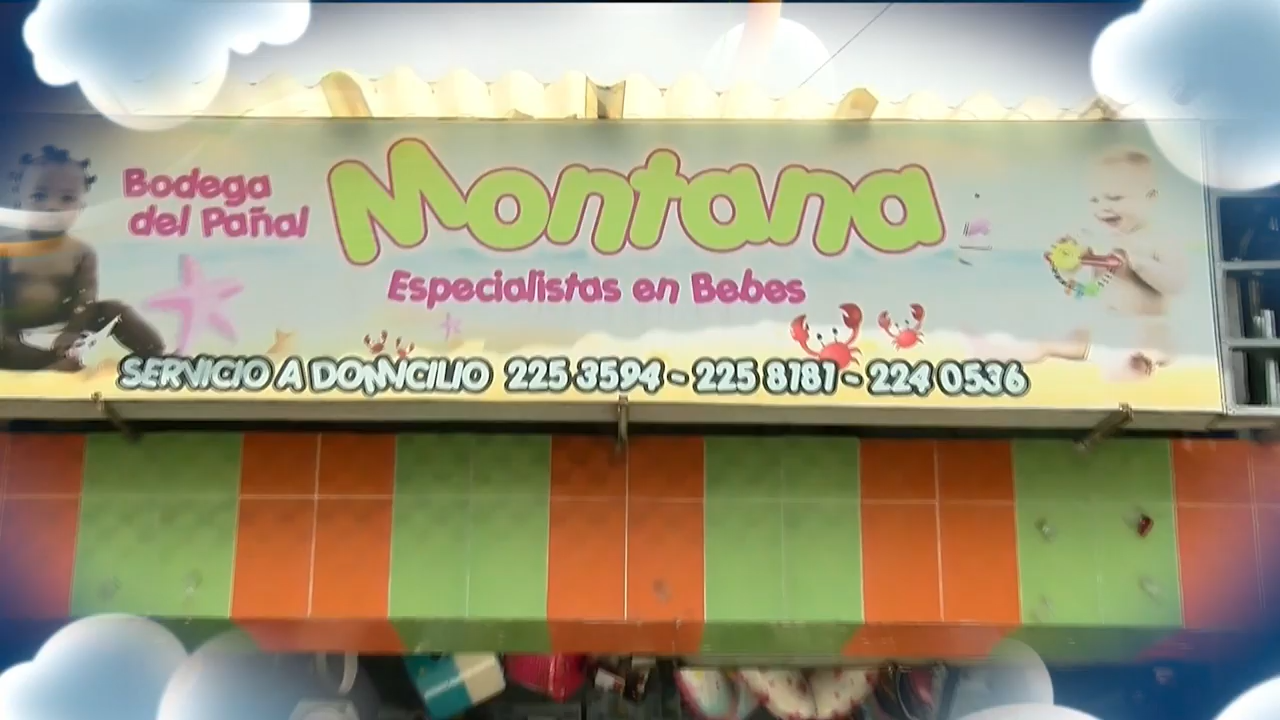 Bodega
del Pañal
Montana
Especialistas en Bebes
SERVICIO A DOMICILIO 225 3594 - 225 8181 - 224 0536